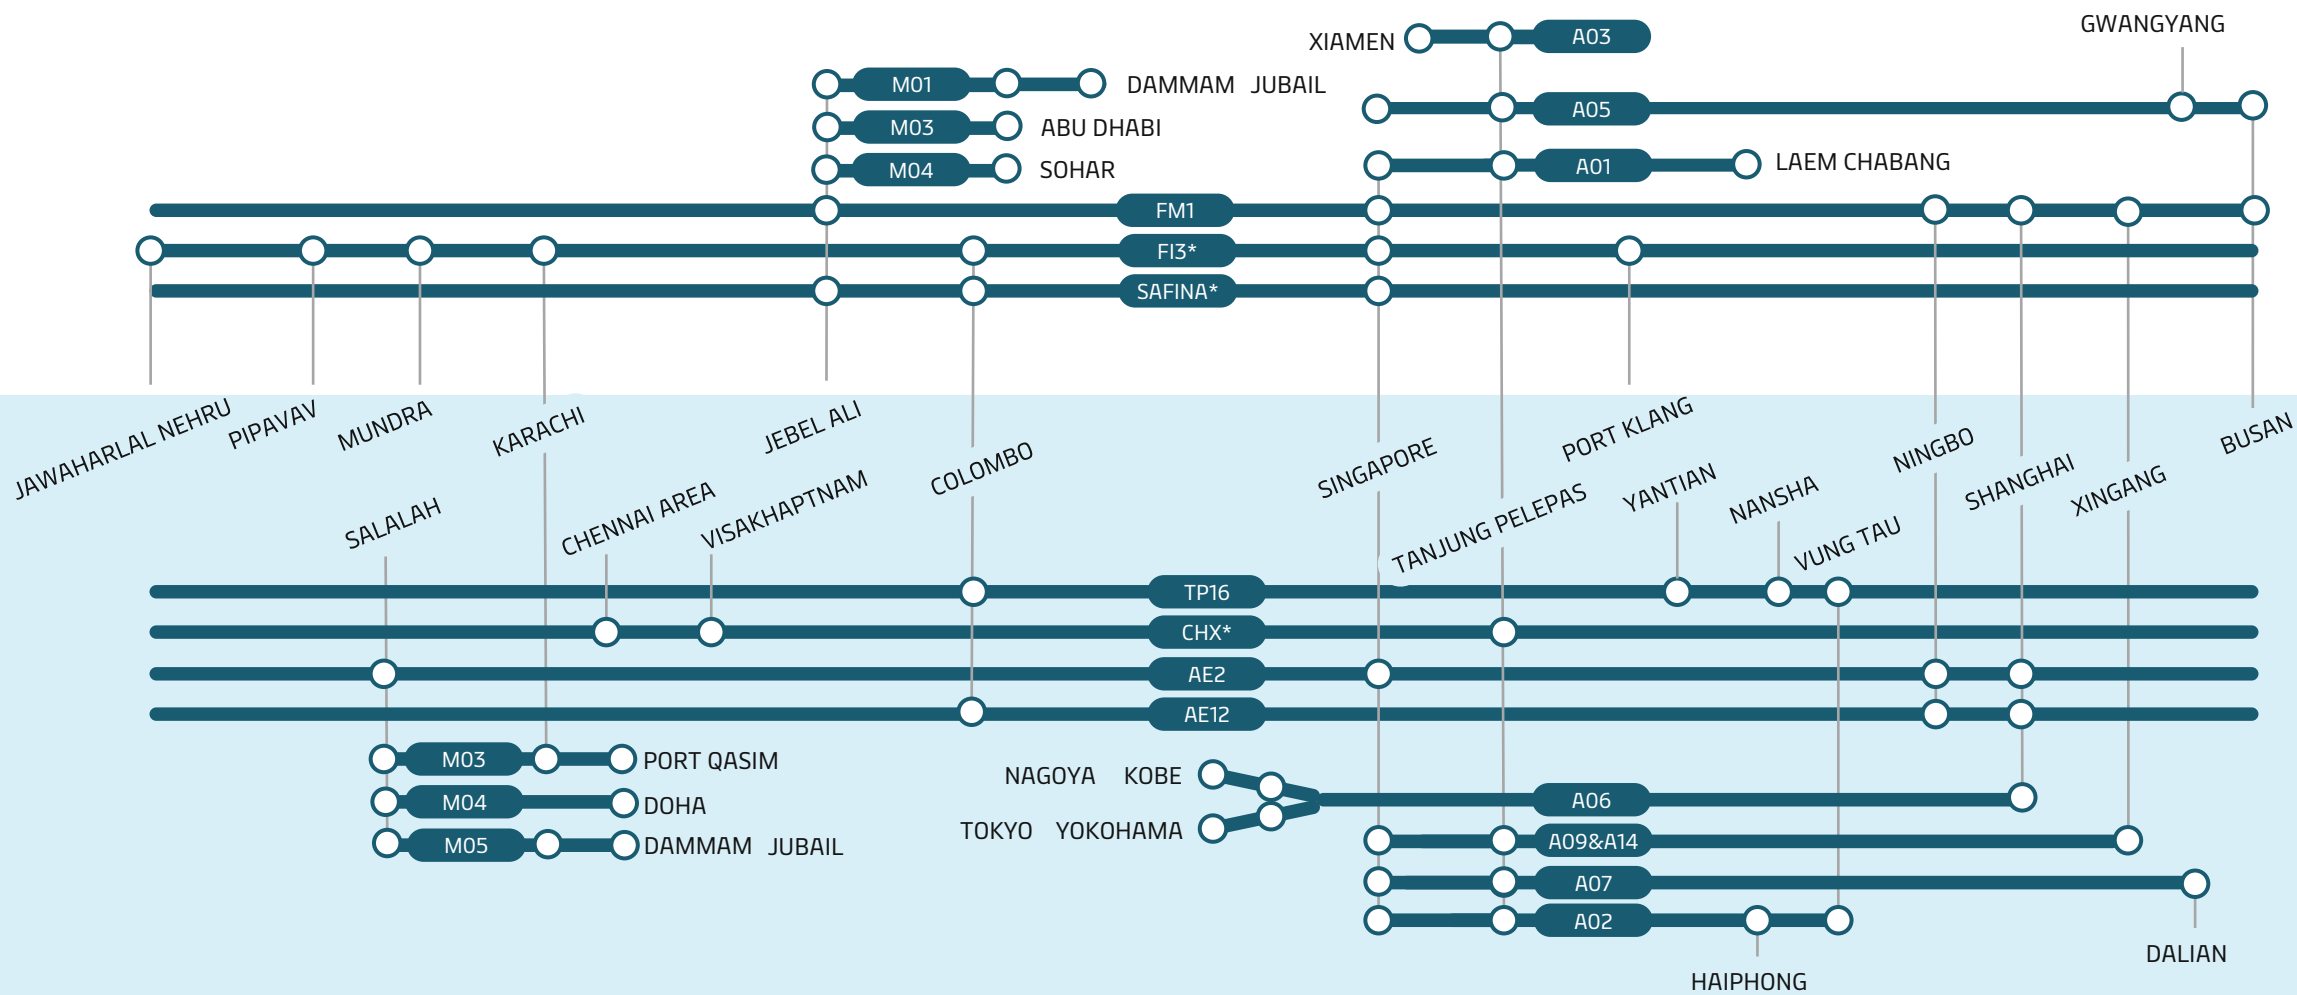 GWANGYANG
XIAMEN A03
M01 DAMMAM JUBAIL
A05
M03 ABU DHABI
M04 SOHAR
A01 LAEM CHABANG
FM1
FI3*
SAFINA*
JAWAHARLAL NEHRU
PIPAVAV
MUNDRA
KARACHI
JEBEL ALI
COLOMBO
SINGAPORE
PORT KLANG
NINGBO
SHANGHAI
XINGANG
BUSAN
SALALAH
CHENNAI AREA
VISAKHAPTNAM
TANJUNG PELEPAS
YANTIAN
NANSHA
VUNG TAU
TP16
CHX*
AE2
AE12
M03 PORT QASIM
M04 DOHA
M05 DAMMAM JUBAIL
NAGOYA KOBE
TOKYO YOKOHAMA
A06
A09&A14
A07
A02
DALIAN
HAIPHONG